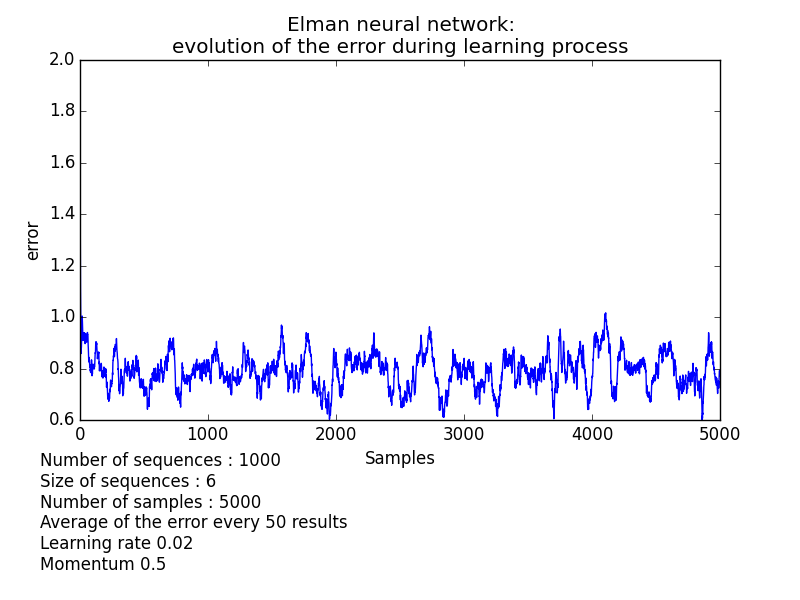 Elman neural network:
evolution of the error during learning process
2.0
1.8
1.6
1.4
1.2
1.0
0.8
0.6
error
0
1000
2000
3000
4000
5000
Samples
Number of sequences : 1000
Size of sequences : 6
Number of samples : 5000
Average of the error every 50 results
Learning rate 0.02
Momentum 0.5